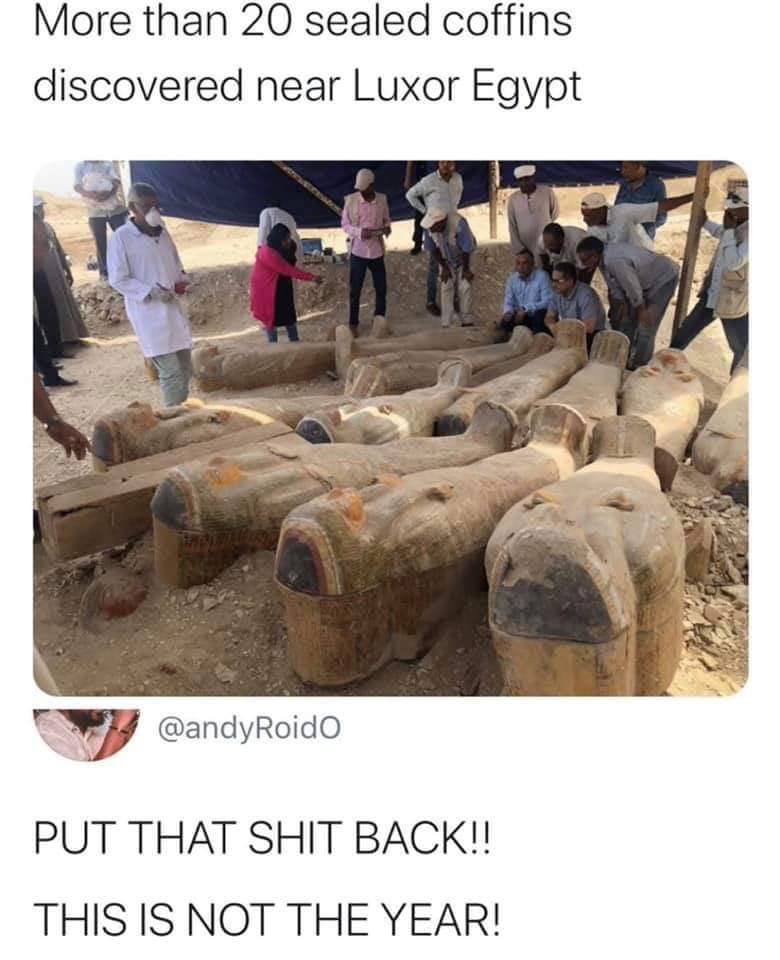 More than 20 sealed coffins
discovered near Luxor Egypt
@andyRoidO
PUT THAT SHIT BACK!!
THIS IS NOT THE YEAR!